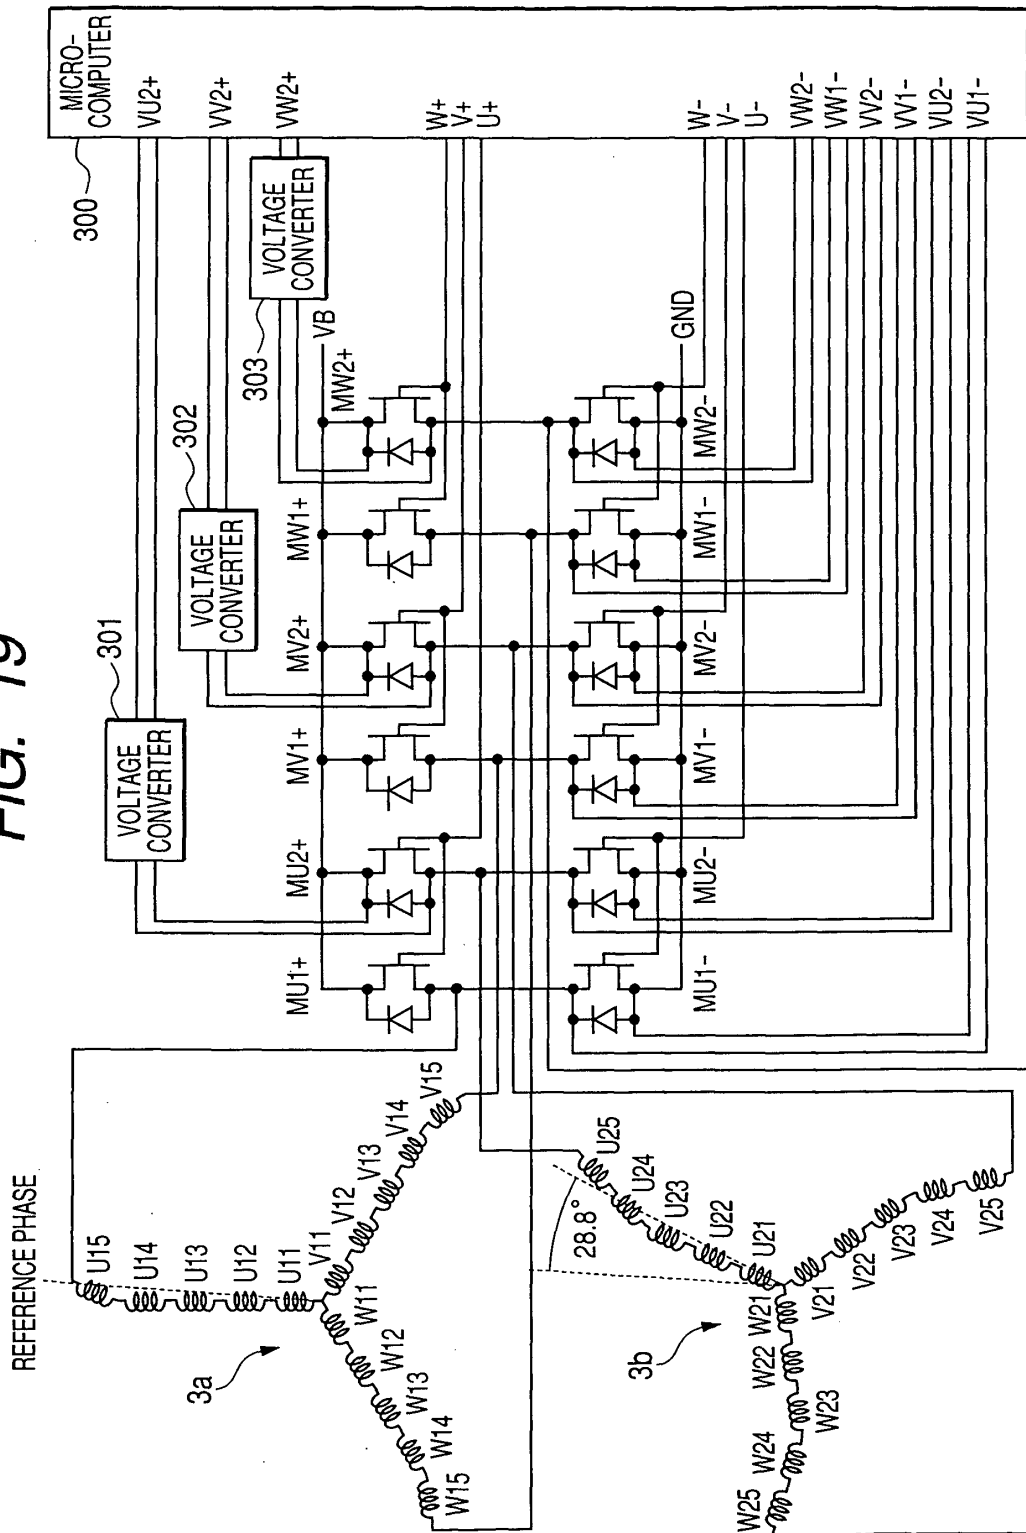 FIG. 19
MICRO-
COMPUTER
300
VU2+
VV2+
VW2+
W+
V+
U+
W-
V-
U-
VW2-
VW1-
VV2-
VV1-
VU2-
VU1-
301
VOLTAGE
CONVERTER
302
VOLTAGE
CONVERTER
303
VOLTAGE
CONVERTER
VB
GND
MU1+
MU2+
MV1+
MV2+
MW1+
MW2+
MU1-
MU2-
MV1-
MV2-
MW1-
MW2-
REFERENCE PHASE
3a
U15
U14
U13
U12
U11
V11
V12
V13
V14
V15
W11
W12
W13
W14
W15
28.8°
3b
U25
U24
U23
U22
U21
V21
V22
V23
V24
V25
W21
W22
W23
W24
W25